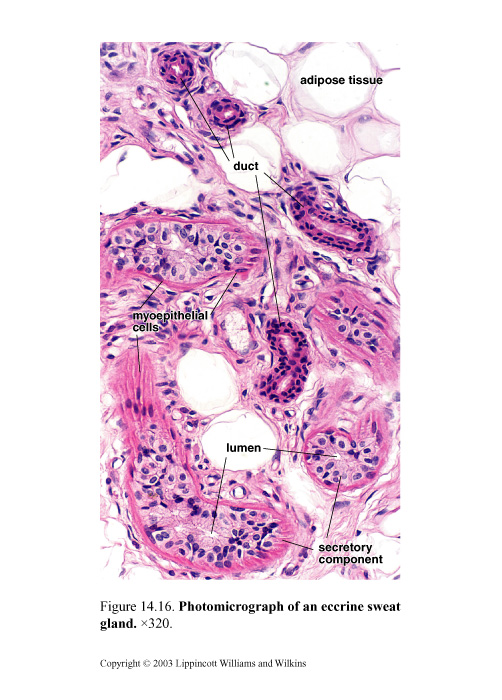 adipose tissue
duct
myoepithelial
cells
lumen
secretory
component
Figure 14.16. Photomicrograph of an eccrine sweat
gland. ×320.
Copyright © 2003 Lippincott Williams and Wilkins